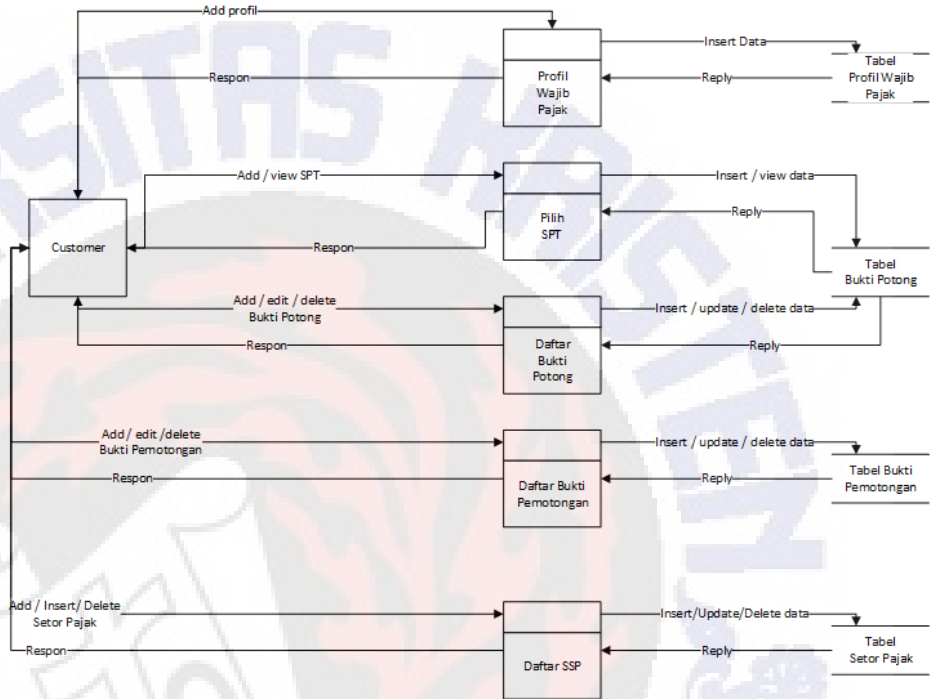 Add profil
Insert Data
Respon
Reply
Profil
Wajib
Pajak
Tabel
Profil Wajib
Pajak
Add / view SPT
Insert / view data
Reply
Customer
Respon
Pilih
SPT
Tabel
Bukti Potong
Add / edit / delete
Bukti Potong
Insert / update / delete data
Respon
Reply
Daftar
Bukti
Potong
Add / edit /delete
Bukti Pemotongan
Insert / update / delete data
Respon
Reply
Daftar Bukti
Pemotongan
Tabel Bukti
Pemotongan
Add / Insert/ Delete
Setor Pajak
Insert/Update/Delete data
Respon
Reply
Daftar SSP
Tabel
Setor Pajak
SITAS KRISTEN